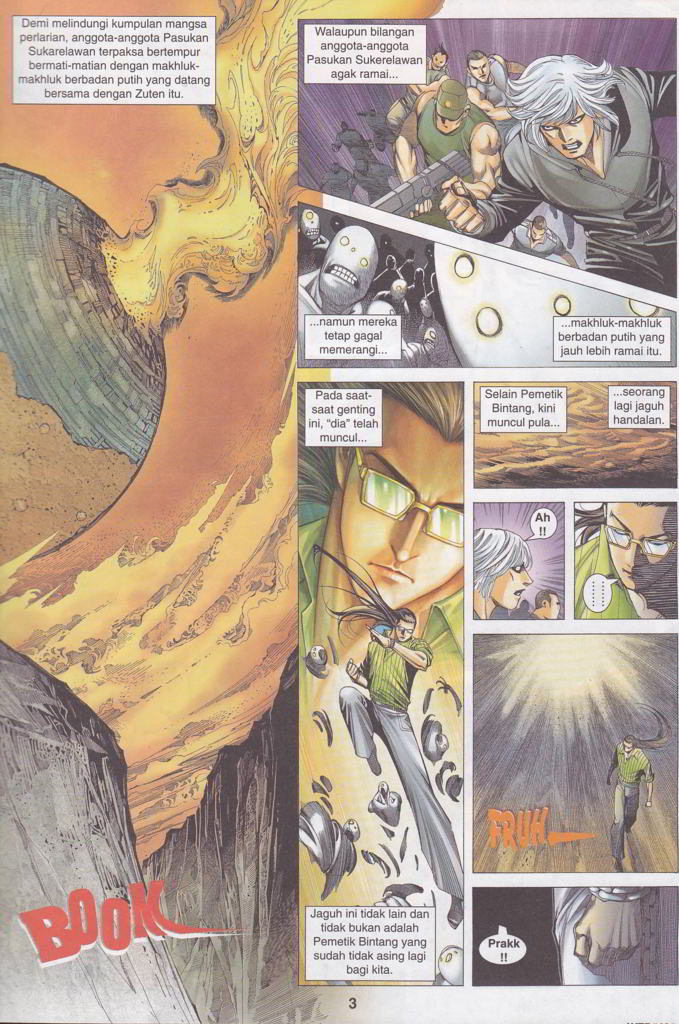 Demi melindungi kumpulan mangsa
perlarian, anggota-anggota Pasukan
Sukarelawan terpaksa bertempur
bermati-matian dengan makhluk-
makhluk berbadan putih yang datang
bersama dengan Zuten itu.
Walaupun bilangan
anggota-anggota
Pasukan Sukerelawan
agak ramai...
...namun mereka
tetap gagal
memerangi...
...makhluk-makhluk
berbadan putih yang
jauh lebih ramai itu.
Pada saat-
saat genting
ini, "dia" telah
muncul...
Jaguh ini tidak lain dan
tidak bukan adalah
Pemetik Bintang yang
sudah tidak asing lagi
bagi kita.
Selain Pemetik
Bintang, kini
muncul pula...
...seorang
lagi jaguh
handalan.
Ah
!!
......
FRUH
Prakk
!!
BOOK
3